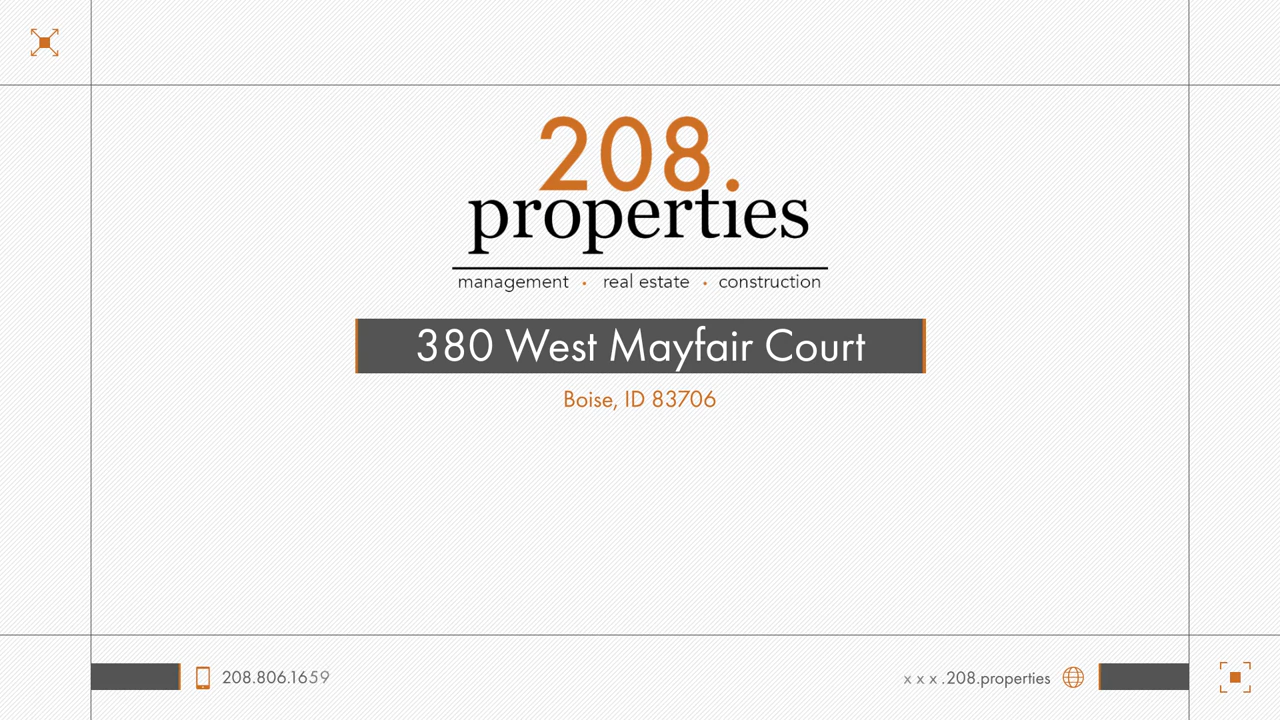 208.
properties
management • real estate • construction
380 West Mayfair Court
Boise, ID 83706
208.806.1659
x x x .208.properties